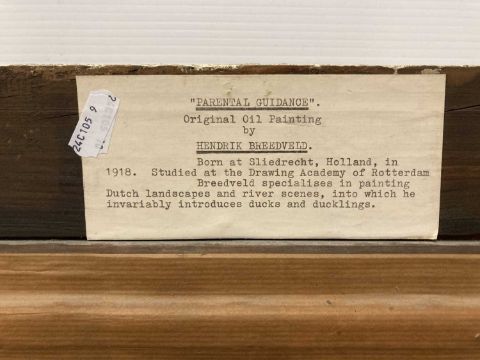 "PARENTAL GUIDANCE".
Original Oil Painting
by
HENDRIK BREEDVELD.
Born at Sliedrecht, Holland, in
1918. Studied at the Drawing Academy of Rotterdam
Breedveld specialises in painting
Dutch landscapes and river scenes, into which he
invariably introduces ducks and ducklings.
24C105 9